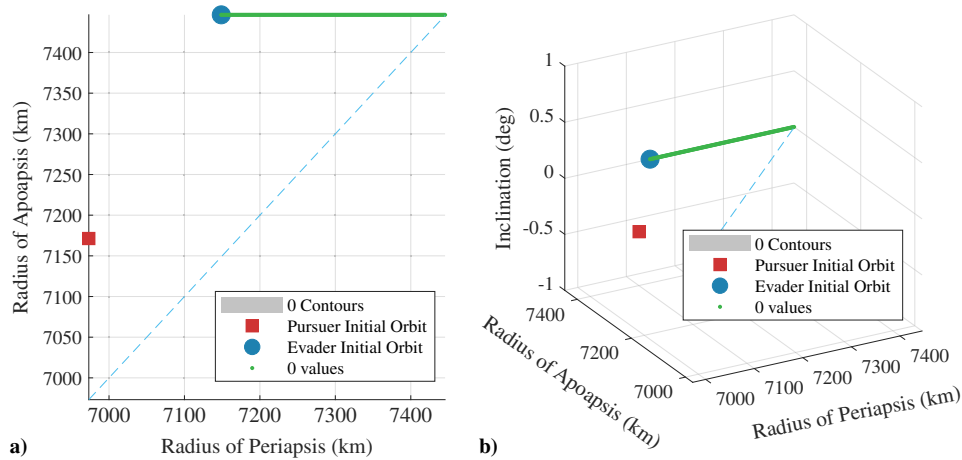 7400
7350
7300
7250
7200
7150
7100
7050
7000
Radius of Apoapsis (km)
0 Contours
Pursuer Initial Orbit
Evader Initial Orbit
0 values
7000 7100 7200 7300 7400
a) Radius of Periapsis (km)
1
0.5
0
-0.5
-1
Inclination (deg)
0 Contours
Pursuer Initial Orbit
Evader Initial Orbit
0 values
7400
7200
7000
Radius of Apoapsis (km)
7000 7100 7200 7300 7400
b) Radius of Periapsis (km)